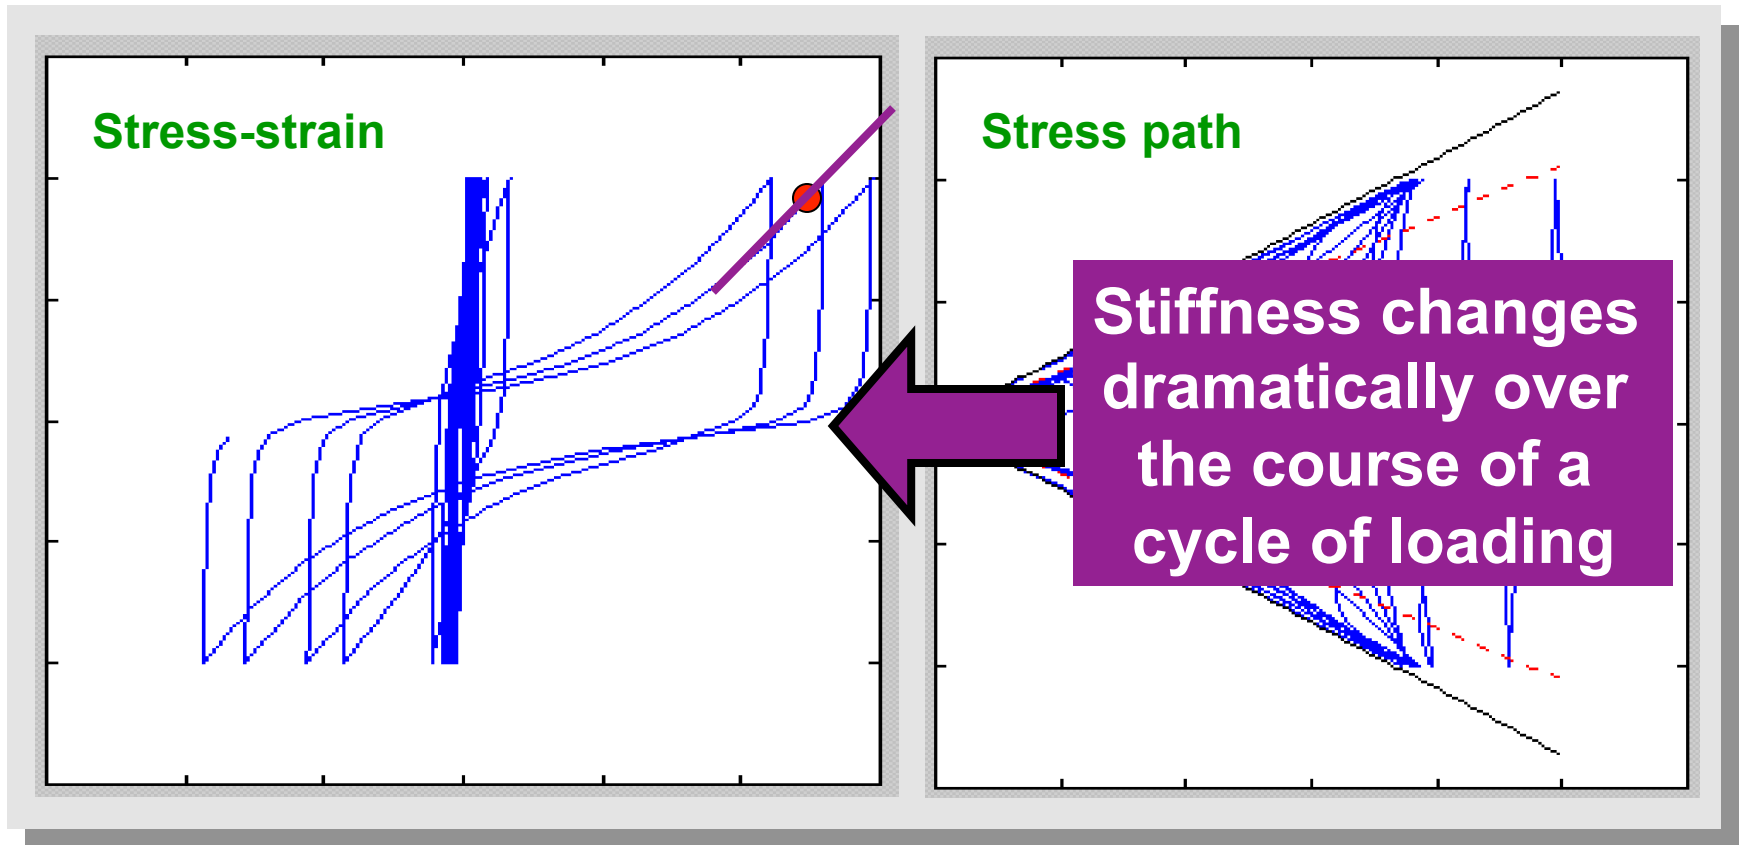 Stress-strain
Stress path
Stiffness changes
dramatically over
the course of a
cycle of loading